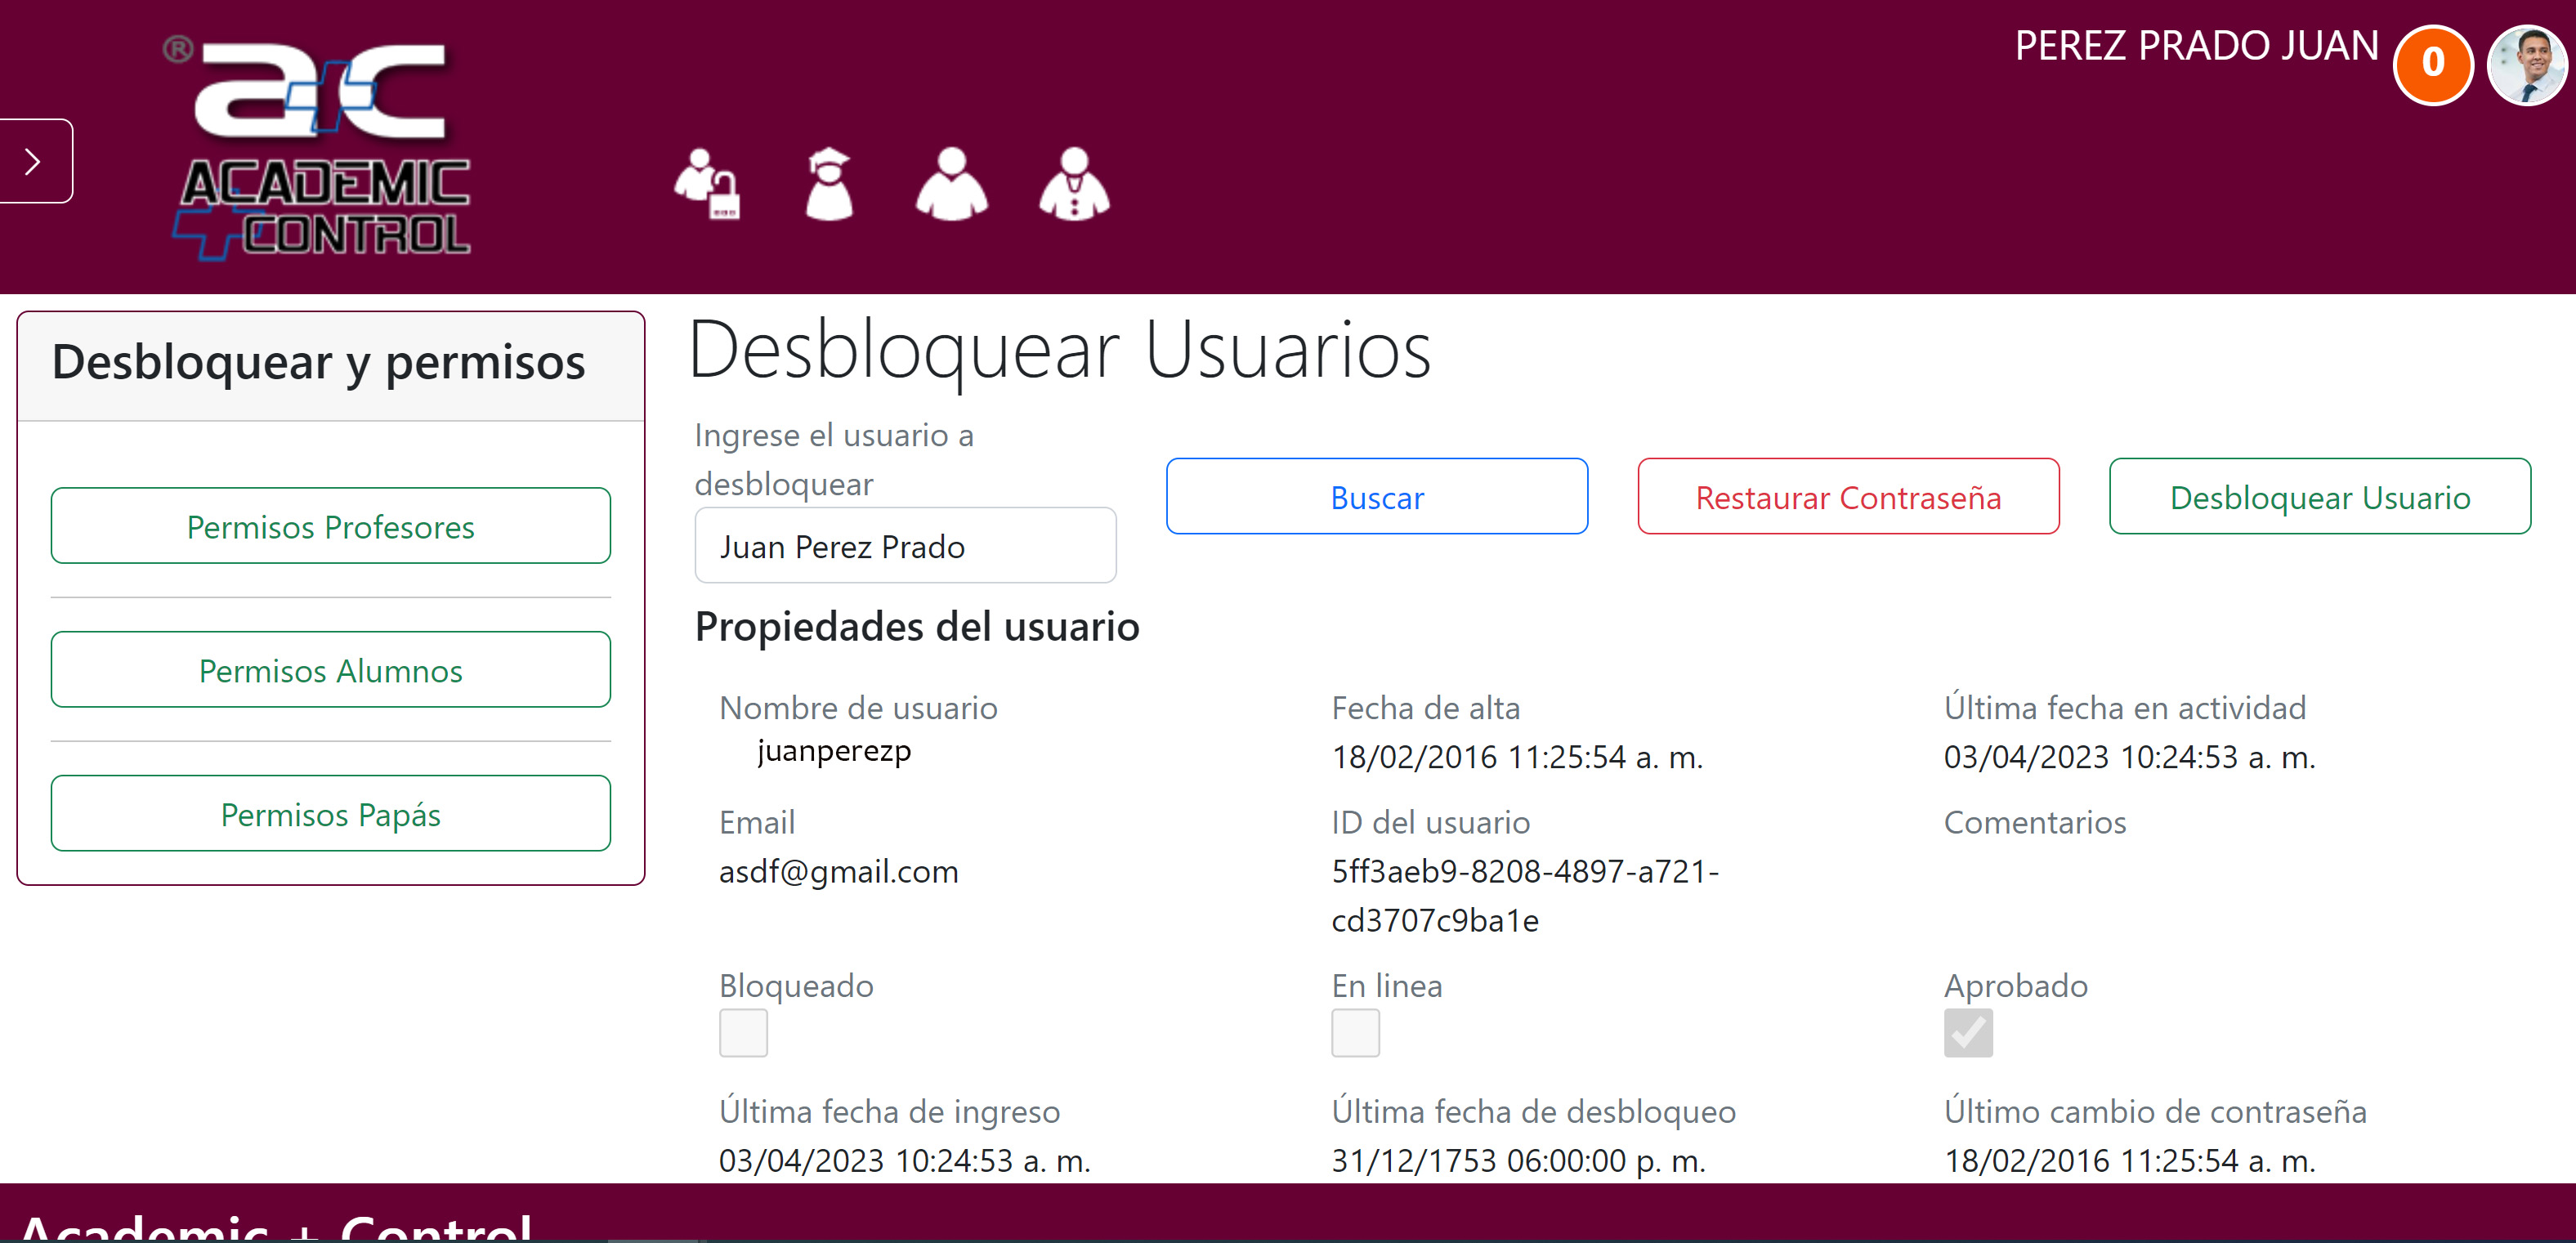 ®
a+c
ACADEMIC
CONTROL
PEREZ PRADO JUAN
0
Desbloquear y permisos
Permisos Profesores
Permisos Alumnos
Permisos Papás
Desbloquear Usuarios
Ingrese el usuario a
desbloquear
Juan Perez Prado
Buscar
Restaurar Contraseña
Desbloquear Usuario
Propiedades del usuario
Nombre de usuario
juanperezp
Fecha de alta
18/02/2016 11:25:54 a. m.
Última fecha en actividad
03/04/2023 10:24:53 a. m.
Email
asdf@gmail.com
ID del usuario
5ff3aeb9-8208-4897-a721-
cd3707c9ba1e
Comentarios
Bloqueado
En linea
Aprobado
Última fecha de ingreso
03/04/2023 10:24:53 a. m.
Última fecha de desbloqueo
31/12/1753 06:00:00 p. m.
Último cambio de contraseña
18/02/2016 11:25:54 a. m.
Academic + Control